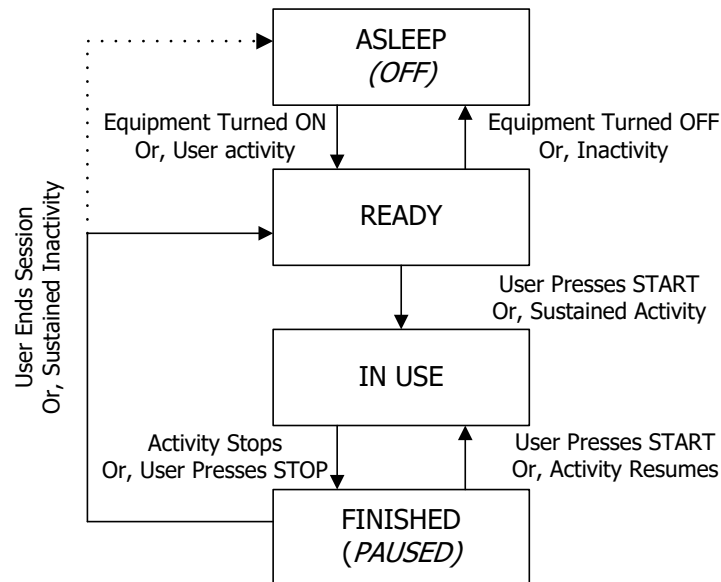 ASLEEP
(OFF)
Equipment Turned ON
Or, User activity
Equipment Turned OFF
Or, Inactivity
READY
User Ends Session
Or, Sustained Inactivity
User Presses START
Or, Sustained Activity
IN USE
Activity Stops
Or, User Presses STOP
User Presses START
Or, Activity Resumes
FINISHED
(PAUSED)